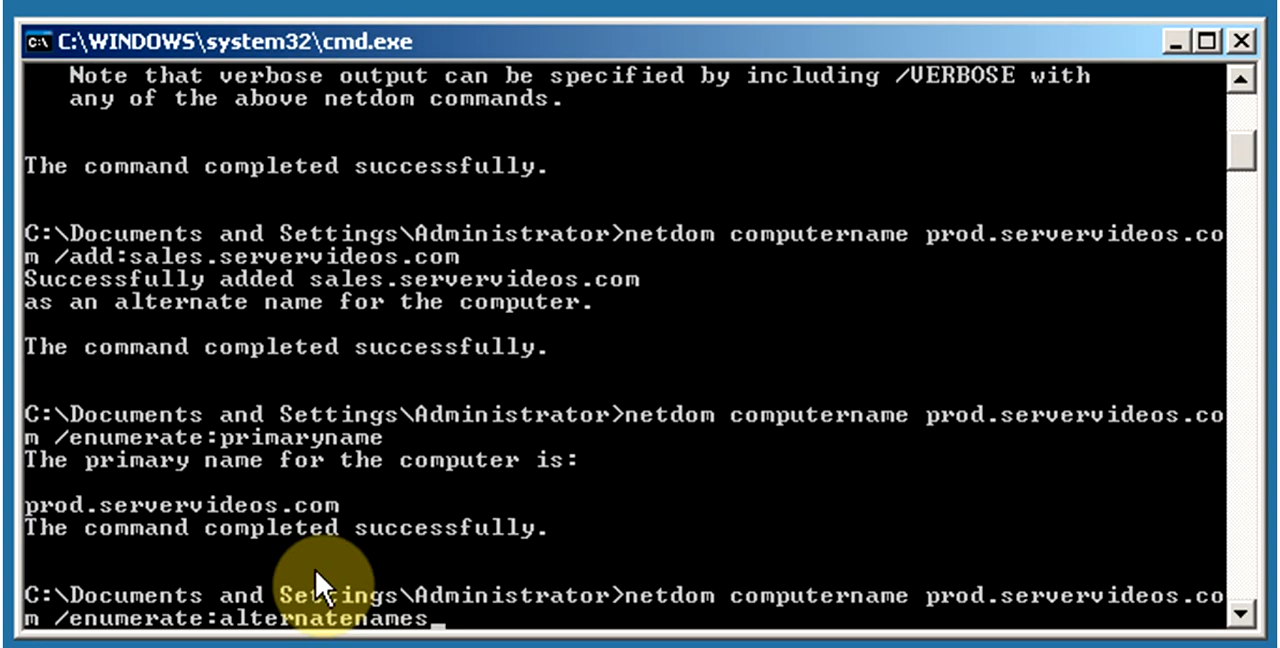 C:\WINDOWS\system32\cmd.exe
Note that verbose output can be specified by including /VERBOSE with
any of the above netdom commands.
The command completed successfully.
C:\Documents and Settings\Administrator>netdom computername prod.servervideos.co
m /add:sales.servervideos.com
Successfully added sales.servervideos.com
as an alternate name for the computer.
The command completed successfully.
C:\Documents and Settings\Administrator>netdom computername prod.servervideos.co
m /enumerate:primaryname
The primary name for the computer is:
prod.servervideos.com
The command completed successfully.
C:\Documents and Settings\Administrator>netdom computername prod.servervideos.co
m /enumerate:alternatenames_